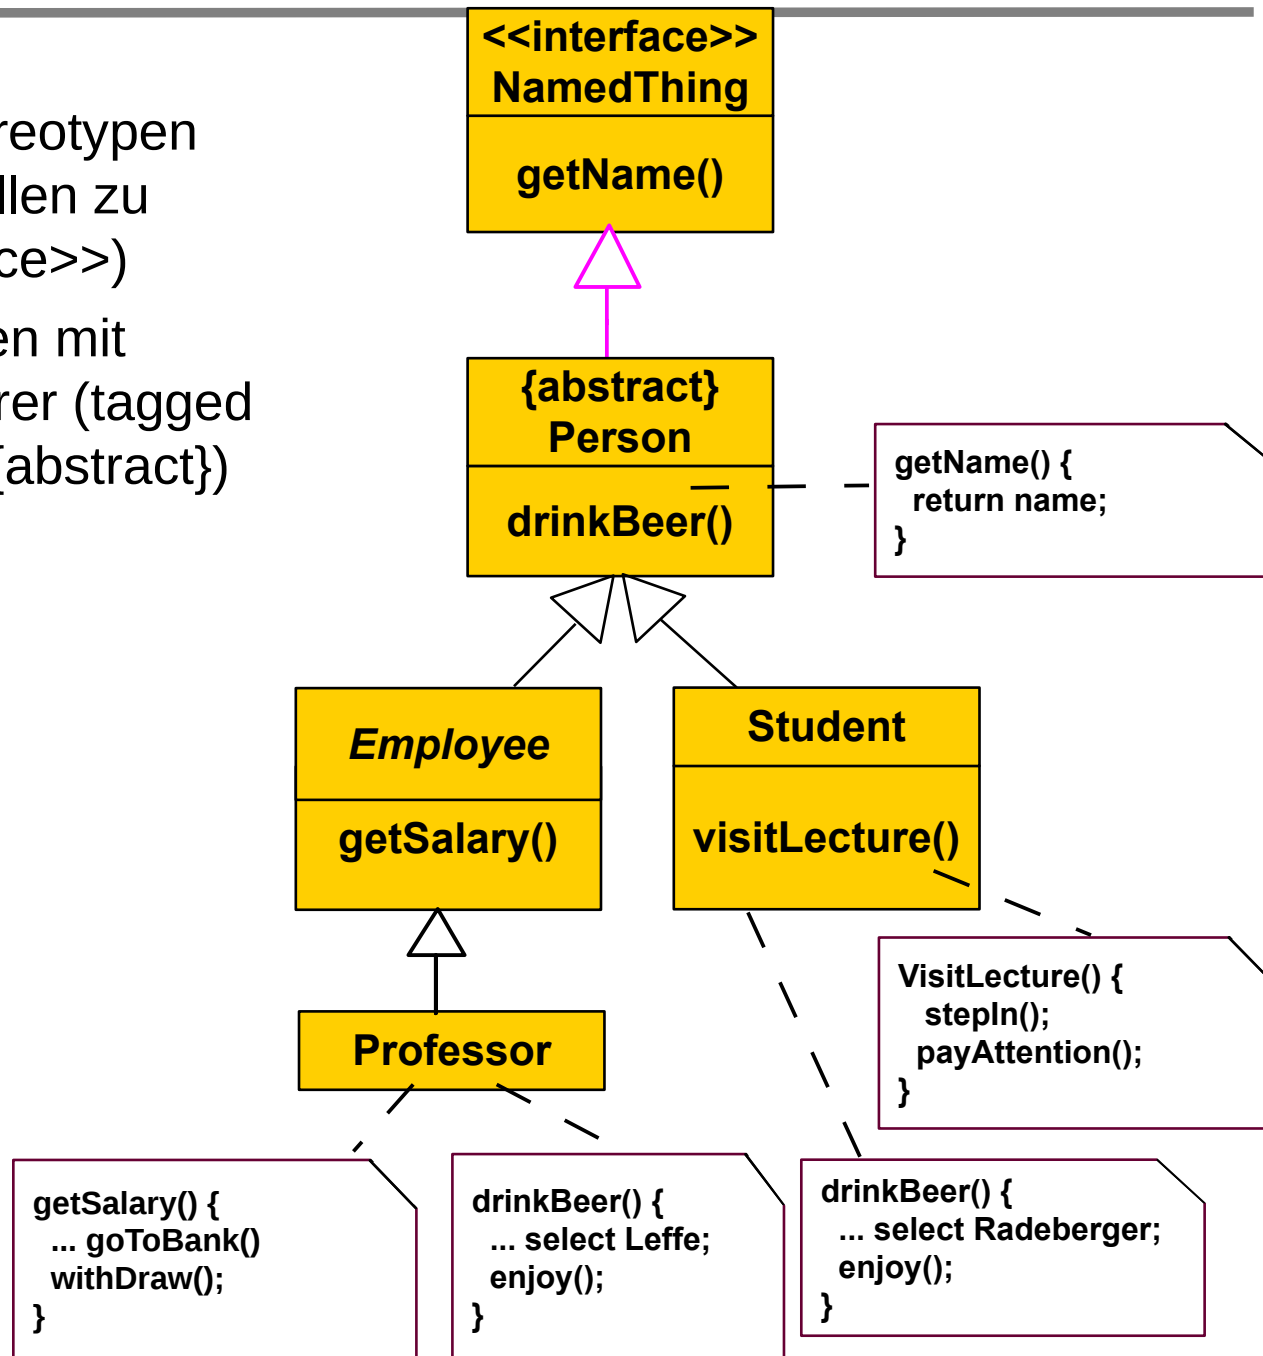 <<interface>>
NamedThing
getName()
reotypen
llen zu
ce>>)
en mit
rer (tagged
{abstract})
{abstract}
Person
drinkBeer()
getName() {
return name;
}
Employee
getSalary()
Student
visitLecture()
VisitLecture() {
stepIn();
payAttention();
}
Professor
getSalary() {
... goToBank()
withDraw();
}
drinkBeer() {
... select Leffe;
enjoy();
}
drinkBeer() {
... select Radeberger;
enjoy();
}